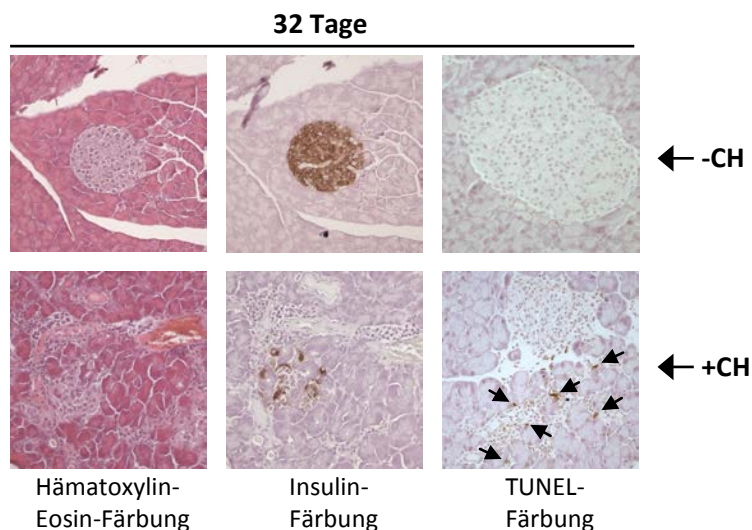 32 Tage
-CH
+CH
Hämatoxylin-
Eosin-Färbung
Insulin-
Färbung
TUNEL-
Färbung